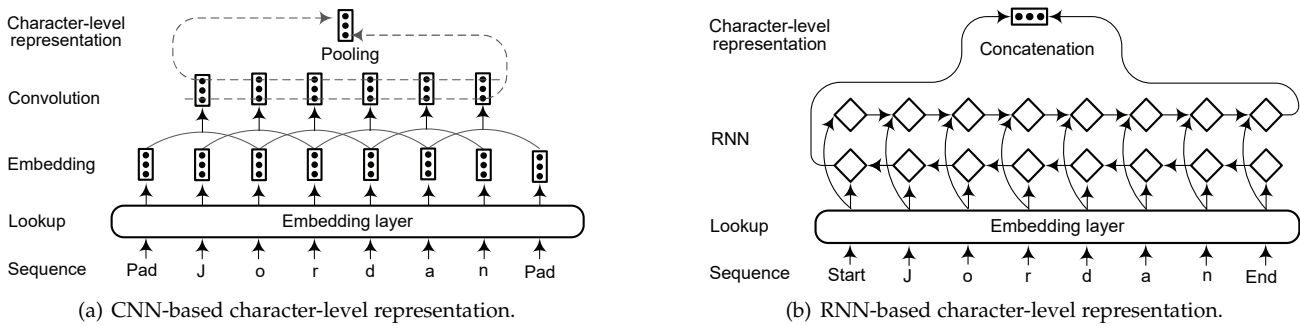 Character-level
representation
Pooling
Convolution
Embedding
Lookup Embedding layer
Sequence Pad J o r d a n Pad
(a) CNN-based character-level representation.
Character-level
representation
Concatenation
RNN
Lookup Embedding layer
Sequence Start J o r d a n End
(b) RNN-based character-level representation.